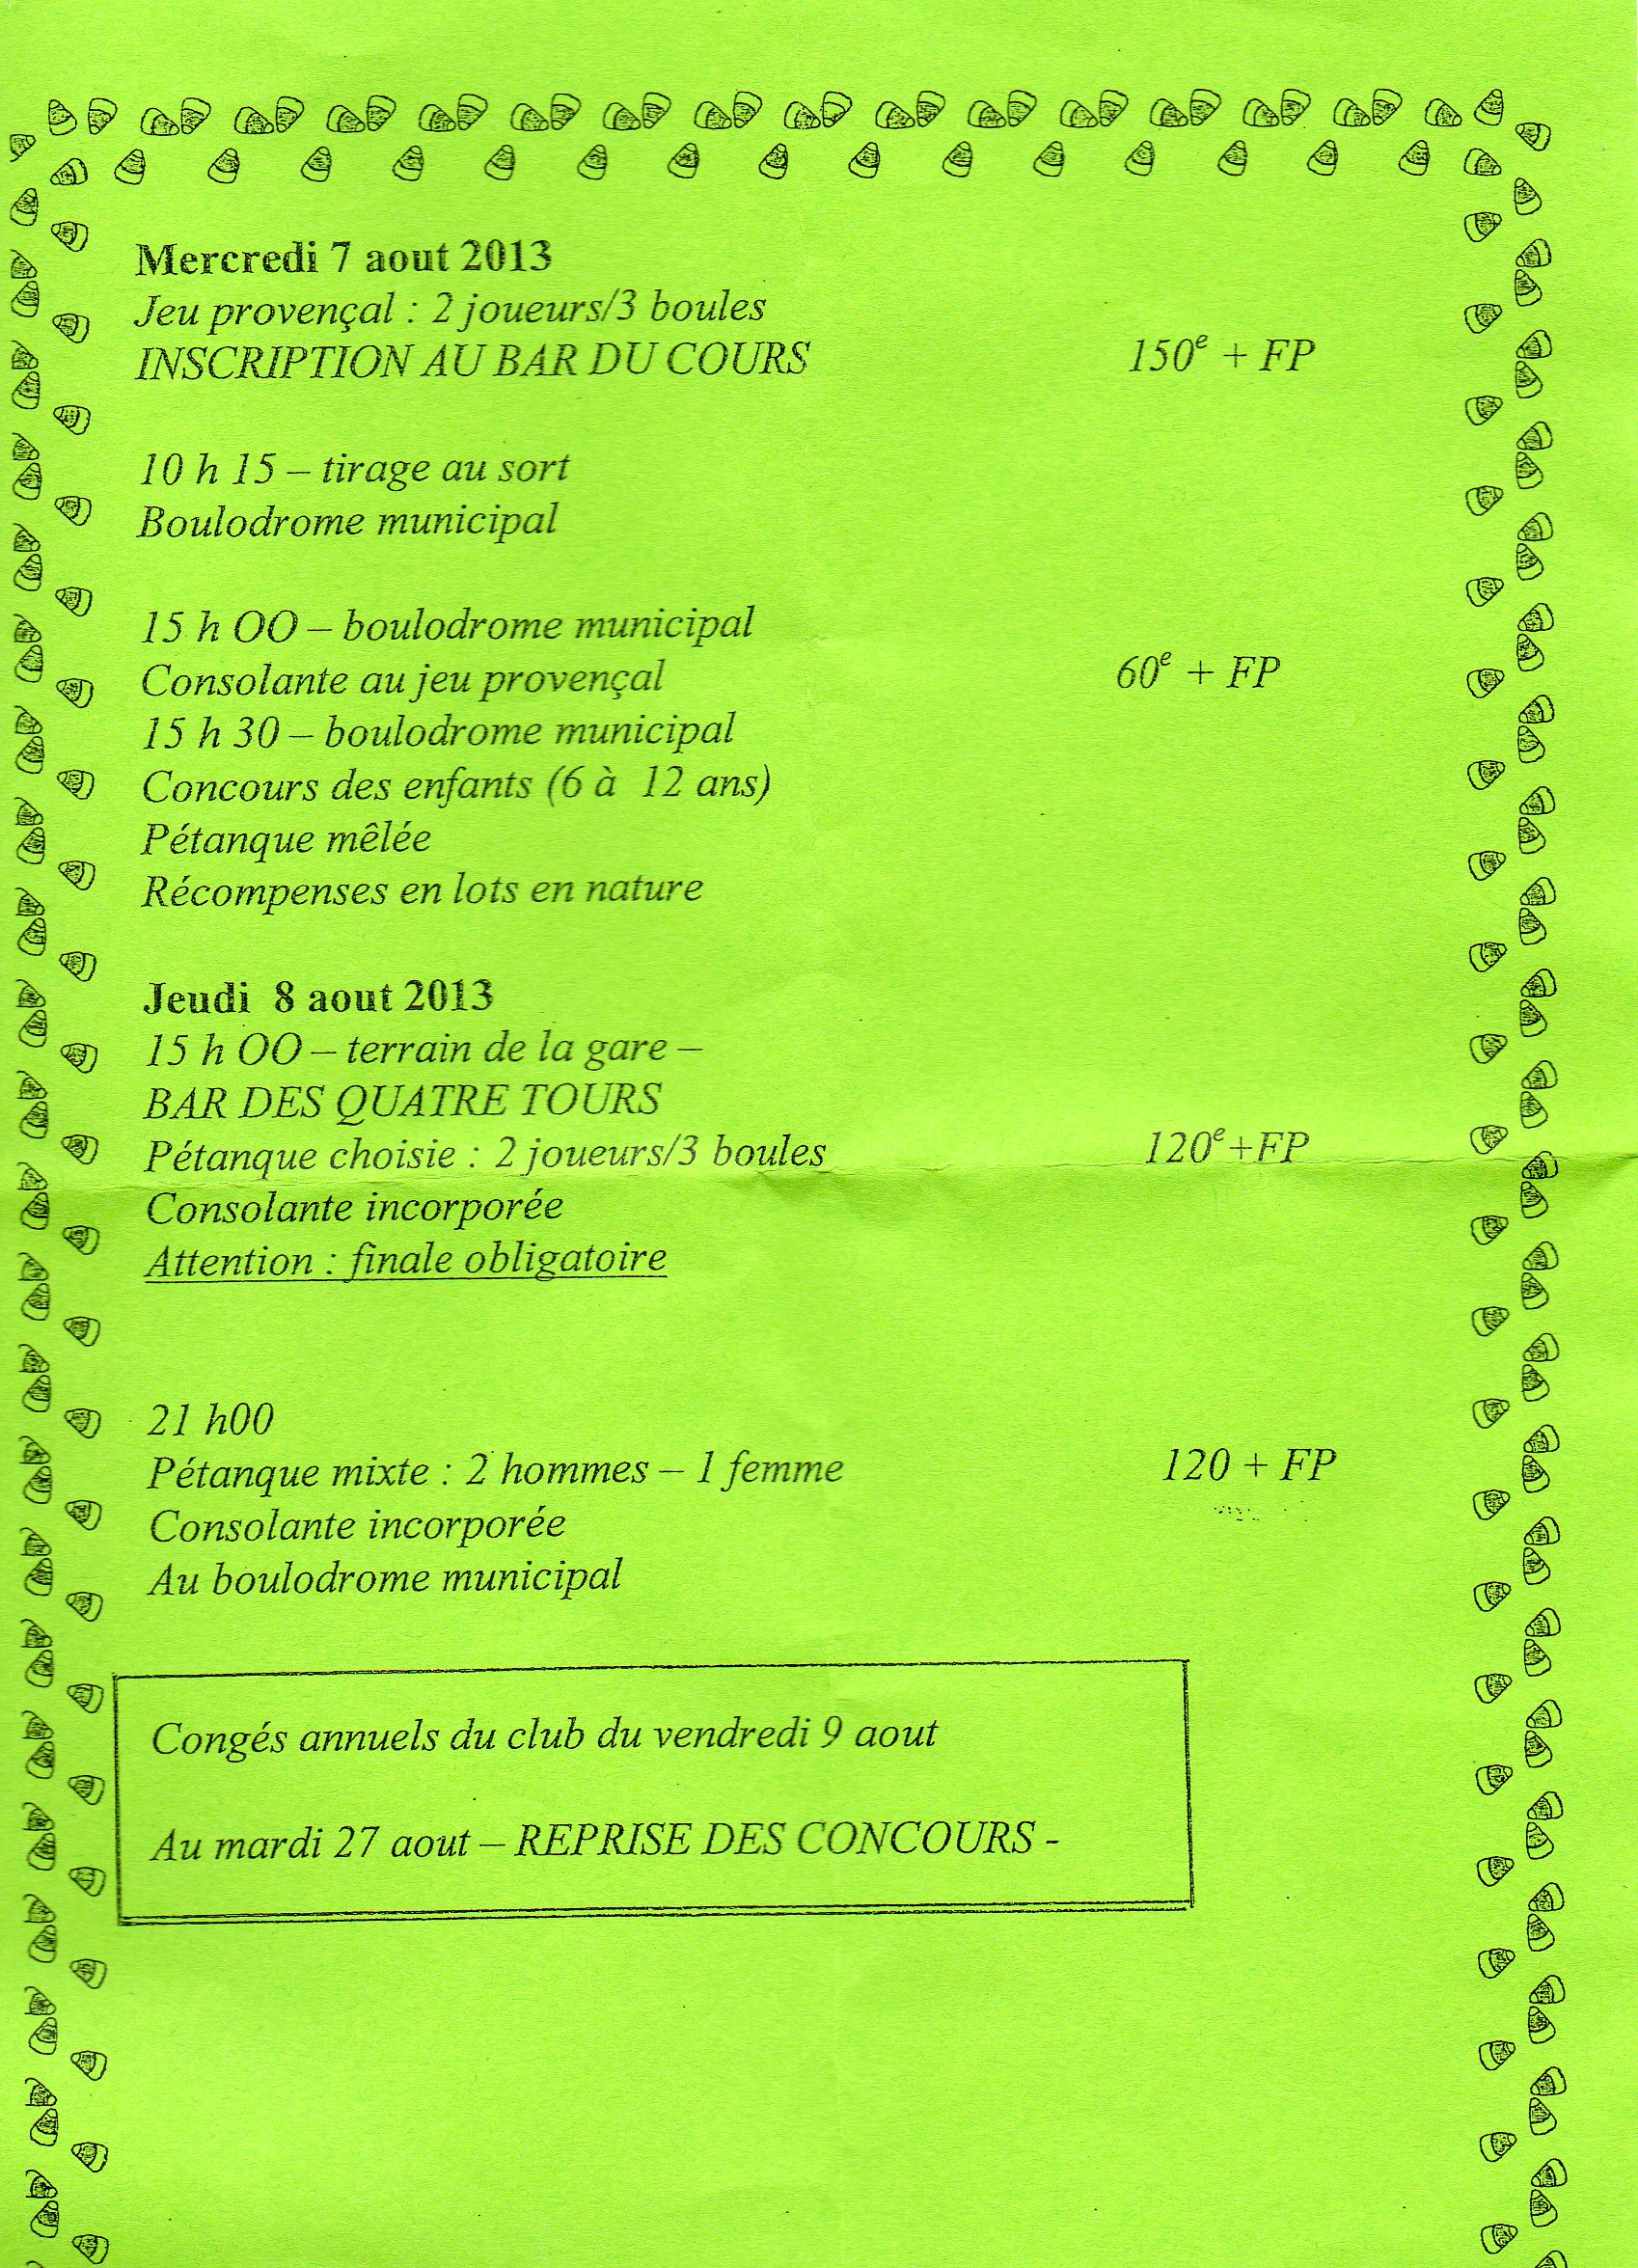 Mercredi 7 aout 2013
Jeu provençal : 2 joueurs/3 boules
INSCRIPTION AU BAR DU COURS 150e + FP
10 h 15 – tirage au sort
Boulodrome municipal
15 h OO – boulodrome municipal
Consolante au jeu provençal 60e + FP
15 h 30 – boulodrome municipal
Concours des enfants (6 à 12 ans)
Pétanque mêlée
Récompenses en lots en nature
Jeudi 8 aout 2013
15 h OO – terrain de la gare –
BAR DES QUATRE TOURS
Pétanque choisie : 2 joueurs/3 boules 120e+FP
Consolante incorporée
Attention : finale obligatoire
21 h00
Pétanque mixte : 2 hommes – 1 femme 120 + FP
Consolante incorporée
Au boulodrome municipal
Congés annuels du club du vendredi 9 aout
Au mardi 27 aout – REPRISE DES CONCOURS -